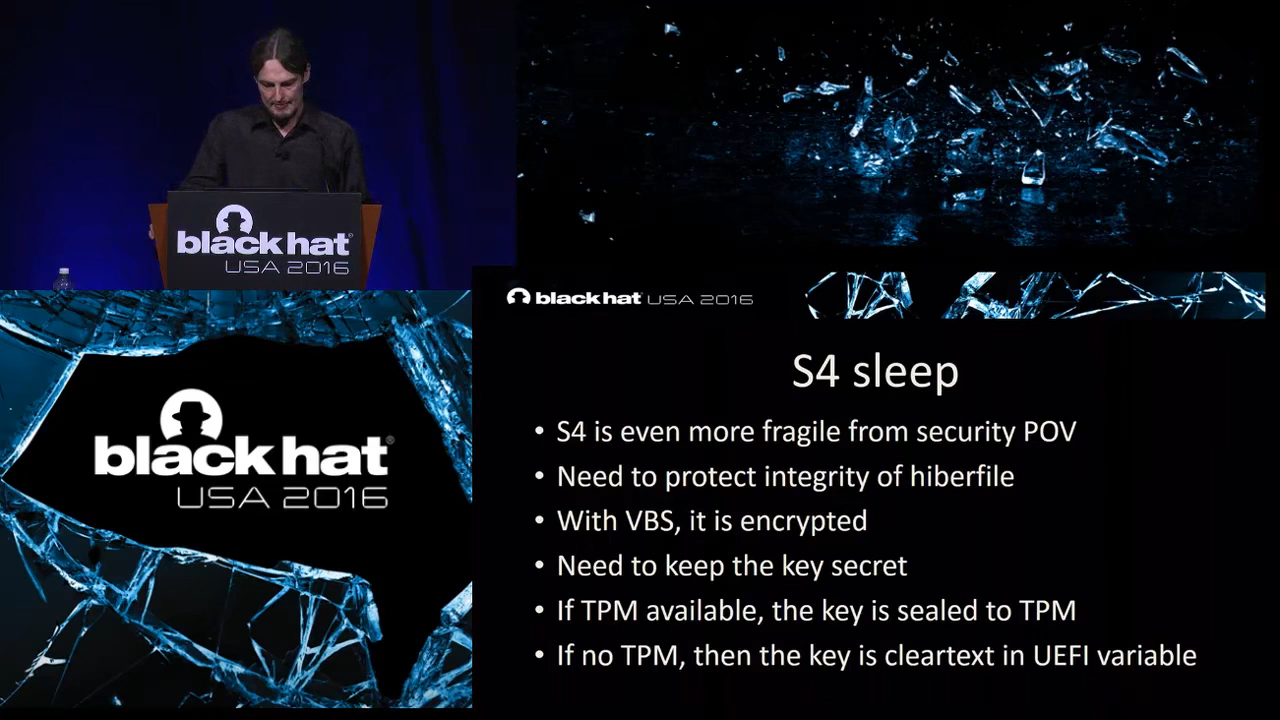 black hat
USA 2016
black hat USA 2016
black hat
USA 2016
S4 sleep
• S4 is even more fragile from security POV
• Need to protect integrity of hiberfile
• With VBS, it is encrypted
• Need to keep the key secret
• If TPM available, the key is sealed to TPM
• If no TPM, then the key is cleartext in UEFI variable